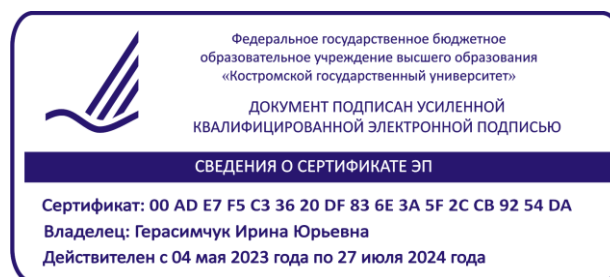 Федеральное государственное бюджетное
образовательное учреждение высшего образования
«Костромской государственный университет»
ДОКУМЕНТ ПОДПИСАН УСИЛЕННОЙ
КВАЛИФИЦИРОВАННОЙ ЭЛЕКТРОННОЙ ПОДПИСЬЮ
СВЕДЕНИЯ О СЕРТИФИКАТЕ ЭП
Сертификат: 00 AD E7 F5 C3 36 20 DF 83 6E 3A 5F 2C CB 92 54 DA
Владелец: Герасимчук Ирина Юрьевна
Действителен с 04 мая 2023 года по 27 июля 2024 года